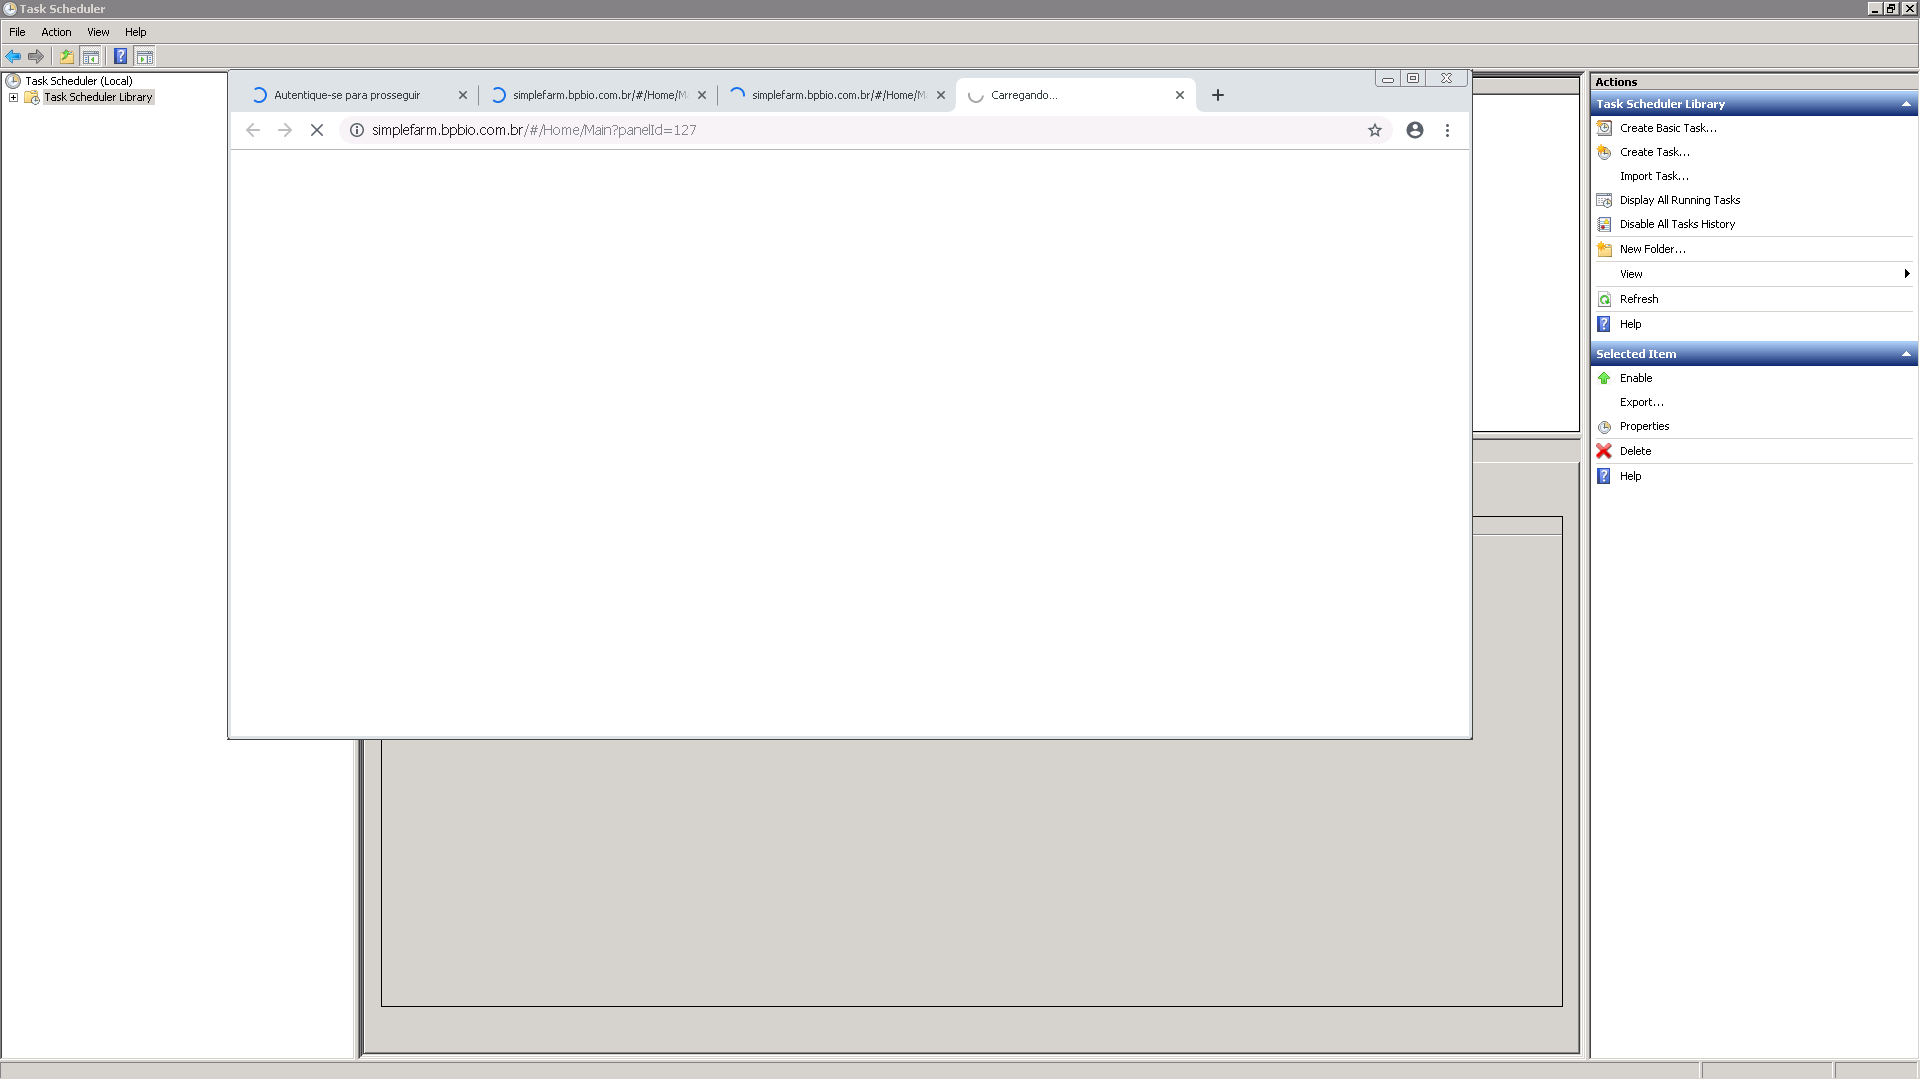 Task Scheduler
File Action View Help
Task Scheduler (Local)
Task Scheduler Library
Autentique-se para prosseguir
simplefarm.bpbio.com.br/#/Home/M
simplefarm.bpbio.com.br/#/Home/M
Carregando...
simplefarm.bpbio.com.br/#/Home/Main?panelId=127
Actions
Task Scheduler Library
Create Basic Task...
Create Task...
Import Task...
Display All Running Tasks
Disable All Tasks History
New Folder...
View
Refresh
Help
Selected Item
Enable
Export...
Properties
Delete
Help